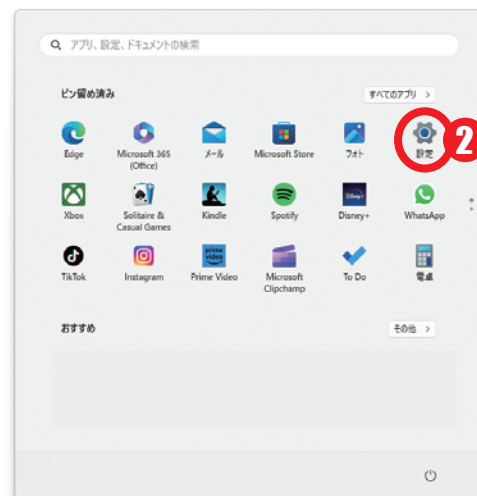 アプリ、設定、ドキュメントの検索
ピン留め済み
すべてのアプリ >
Edge
Microsoft 365
(Office)
メール
Microsoft Store
フォト
設定
2
Xbox
Solitaire &
Casual Games
Kindle
Spotify
Disney+
Disney+
WhatsApp
TikTok
Instagram
prime
video
Prime Video
Microsoft
Clipchamp
To Do
電卓
おすすめ
その他 >